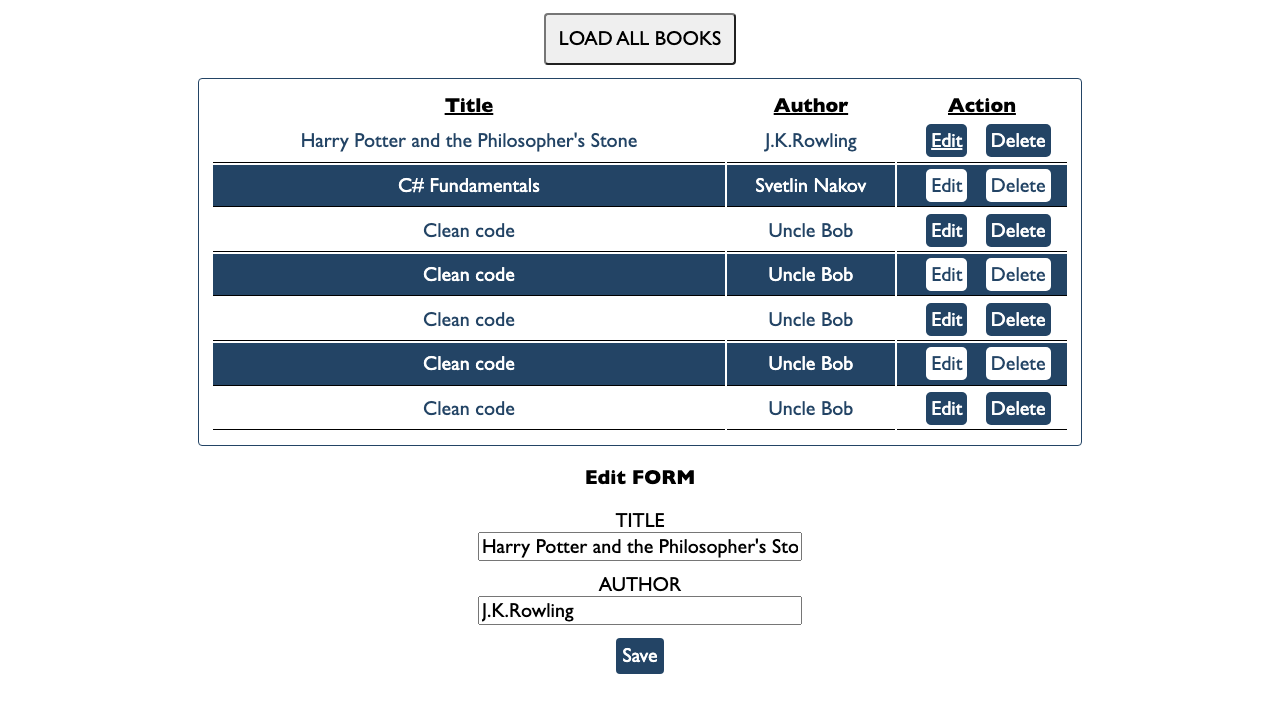 LOAD ALL BOOKS
Title Author Action
Harry Potter and the Philosopher's Stone J.K.Rowling Edit Delete
C# Fundamentals Svetlin Nakov Edit Delete
Clean code Uncle Bob Edit Delete
Clean code Uncle Bob Edit Delete
Clean code Uncle Bob Edit Delete
Clean code Uncle Bob Edit Delete
Clean code Uncle Bob Edit Delete
Edit FORM
TITLE
Harry Potter and the Philosopher's Sto
AUTHOR
J.K.Rowling
Save